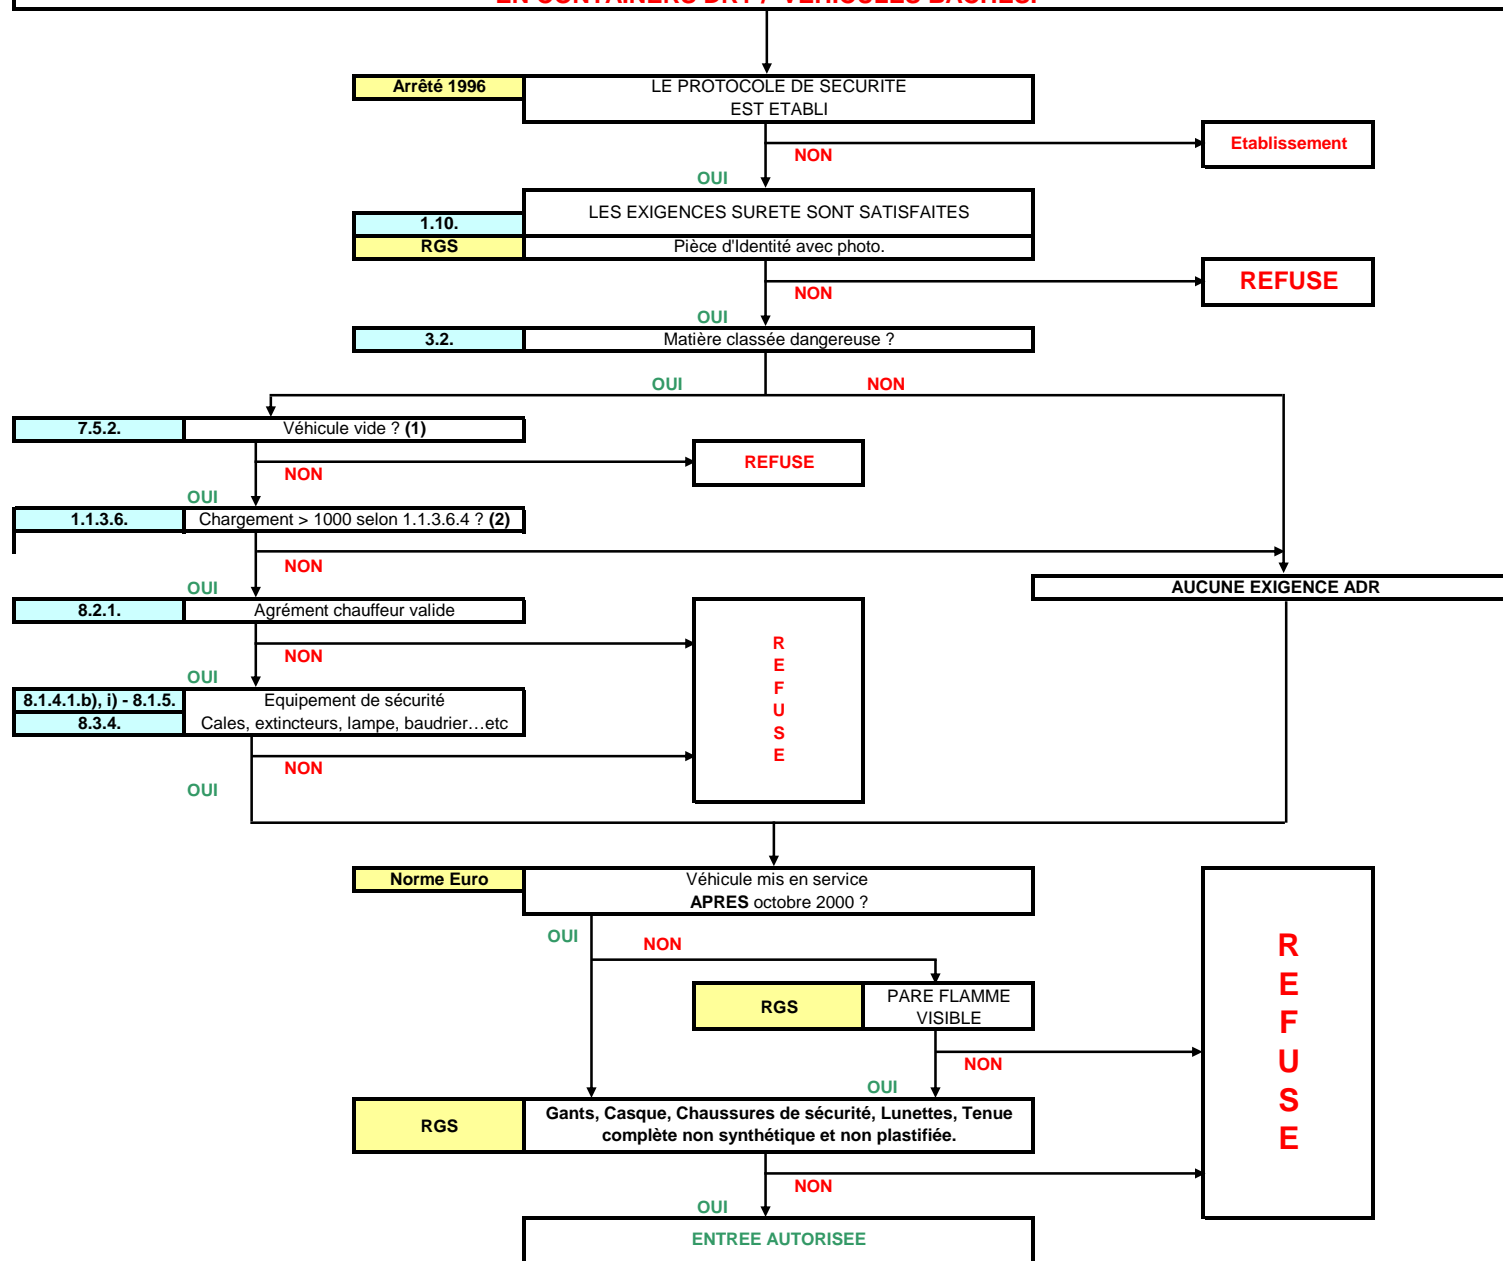 EN CONTAINERS DRY / VEHICULES BACHES.
Arrêté 1996
LE PROTOCOLE DE SECURITE
EST ETABLI
Etablissement
NON
OUI
LES EXIGENCES SURETE SONT SATISFAITES
1.10.
RGS
Pièce d'Identité avec photo.
REFUSE
NON
OUI
3.2.
Matière classée dangereuse ?
OUI
NON
7.5.2.
Véhicule vide ? (1)
REFUSE
NON
OUI
1.1.3.6.
Chargement > 1000 selon 1.1.3.6.4 ? (2)
NON
OUI
AUCUNE EXIGENCE ADR
8.2.1.
Agrément chauffeur valide
NON
OUI
R
E
F
U
S
E
8.1.4.1.b), i) - 8.1.5.
Equipement de sécurité
8.3.4.
Cales, extincteurs, lampe, baudrier…etc
NON
OUI
Norme Euro
Véhicule mis en service
APRES octobre 2000 ?
OUI
NON
RGS
PARE FLAMME
VISIBLE
NON
OUI
R
E
F
U
S
E
RGS
Gants, Casque, Chaussures de sécurité, Lunettes, Tenue
complète non synthétique et non plastifiée.
NON
OUI
ENTREE AUTORISEE